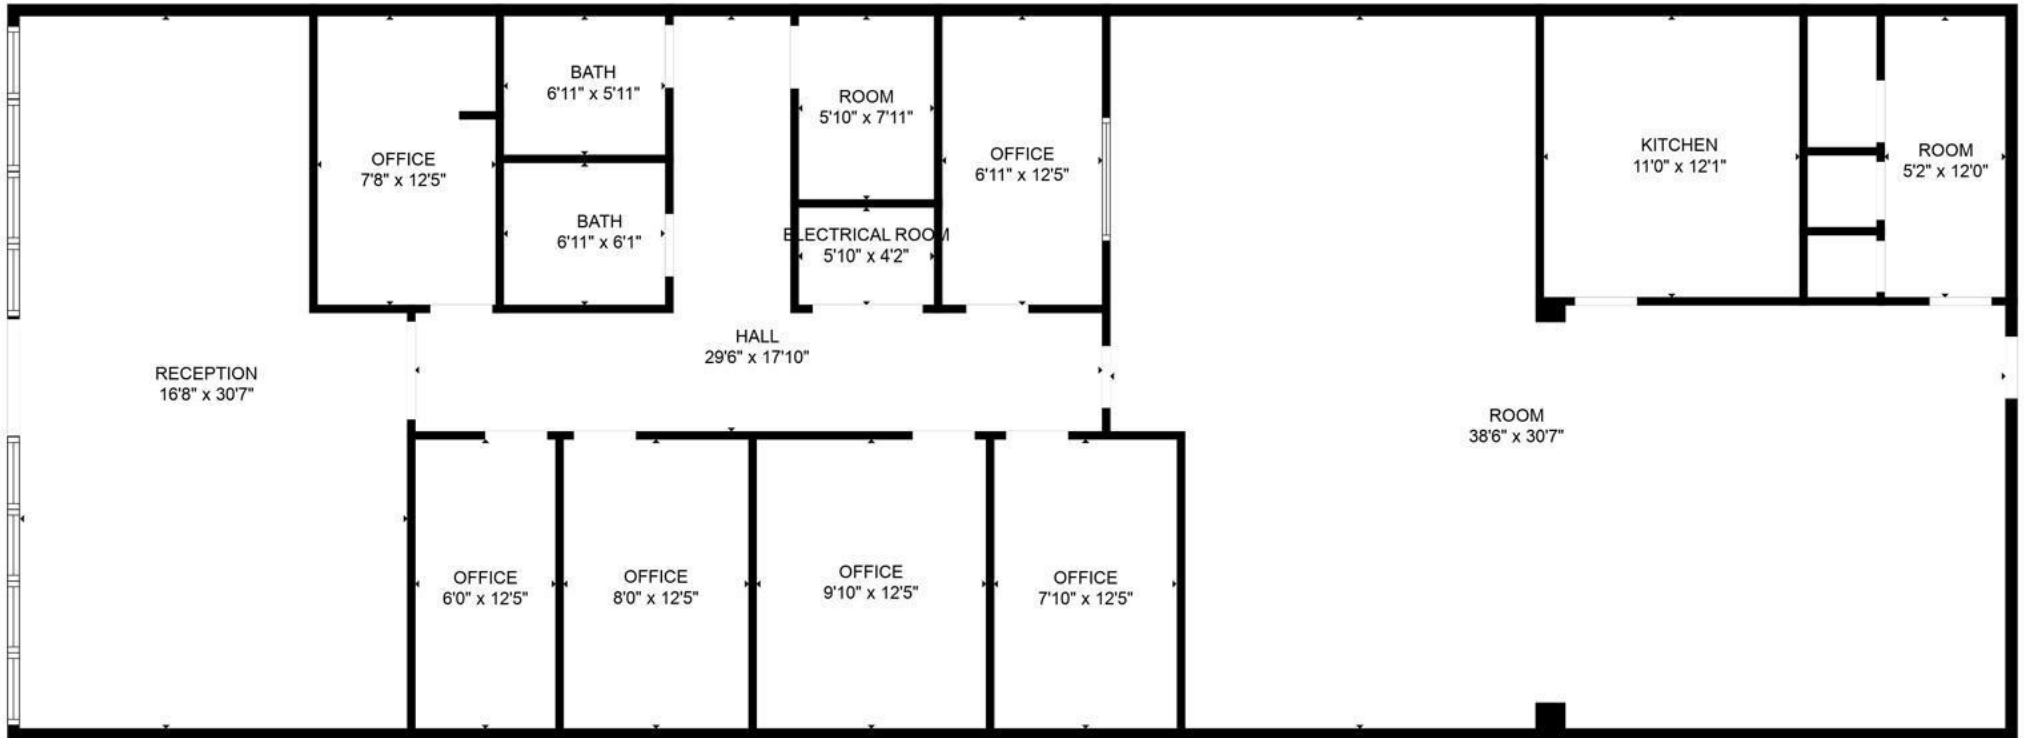 BATH
6'11" x 5'11"
ROOM
5'10" x 7'11"
OFFICE
7'8" x 12'5"
OFFICE
6'11" x 12'5"
KITCHEN
11'0" x 12'1"
ROOM
5'2" x 12'0"
BATH
6'11" x 6'1"
ELECTRICAL ROOM
5'10" x 4'2"
HALL
29'6" x 17'10"
RECEPTION
16'8" x 30'7"
ROOM
38'6" x 30'7"
OFFICE
6'0" x 12'5"
OFFICE
8'0" x 12'5"
OFFICE
9'10" x 12'5"
OFFICE
7'10" x 12'5"